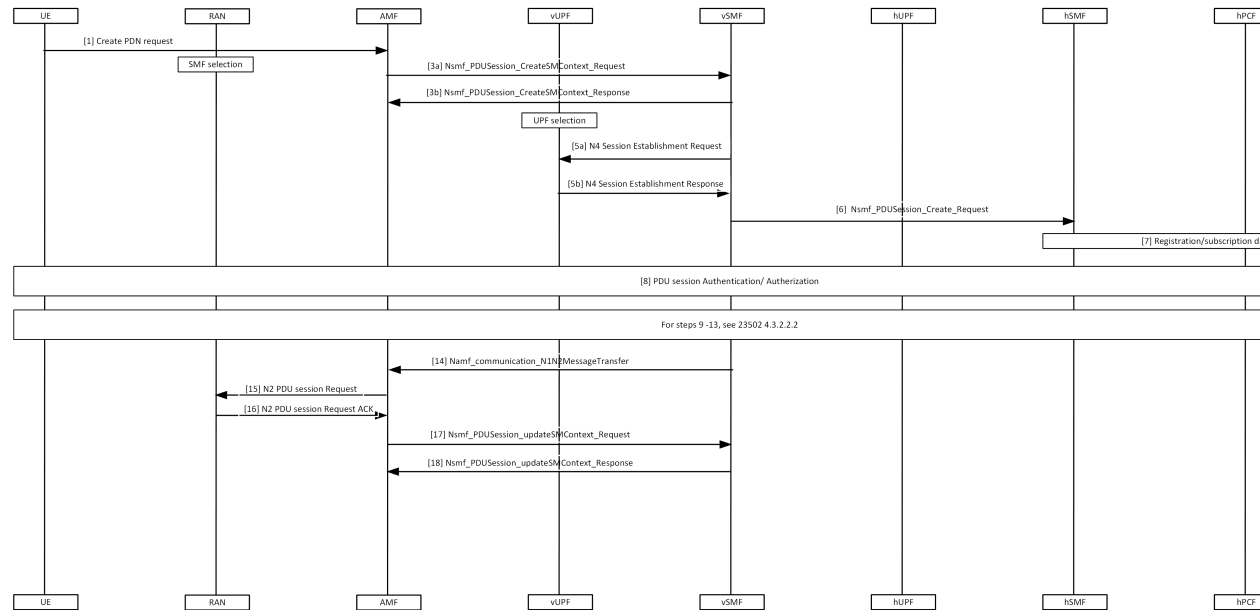 UE RAN AMF vUPF vSMF hUPF hSMF hPCF
[1] Create PDN request
SMF selection
[3a] Nsmf_PDUSession_CreateSMContext_Request
[3b] Nsmf_PDUSession_CreateSMContext_Response
UPF selection
[5a] N4 Session Establishment Request
[5b] N4 Session Establishment Response
[6] Nsmf_PDUSession_Create_Request
[7] Registration/subscription d
[8] PDU session Authentication/ Autherization
For steps 9 -13, see 23502 4.3.2.2.2
[14] Namf_communication_N1N2MessageTransfer
[15] N2 PDU session Request
[16] N2 PDU session Request ACK
[17] Nsmf_PDUSession_updateSMContext_Request
[18] Nsmf_PDUSession_updateSMContext_Response
UE RAN AMF vUPF vSMF hUPF hSMF hPCF